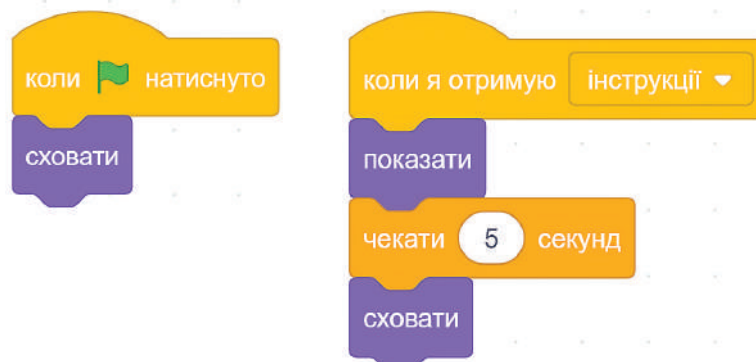 коли натиснуто
сховати
коли я отримую інструкції
показати
чекати 5 секунд
сховати